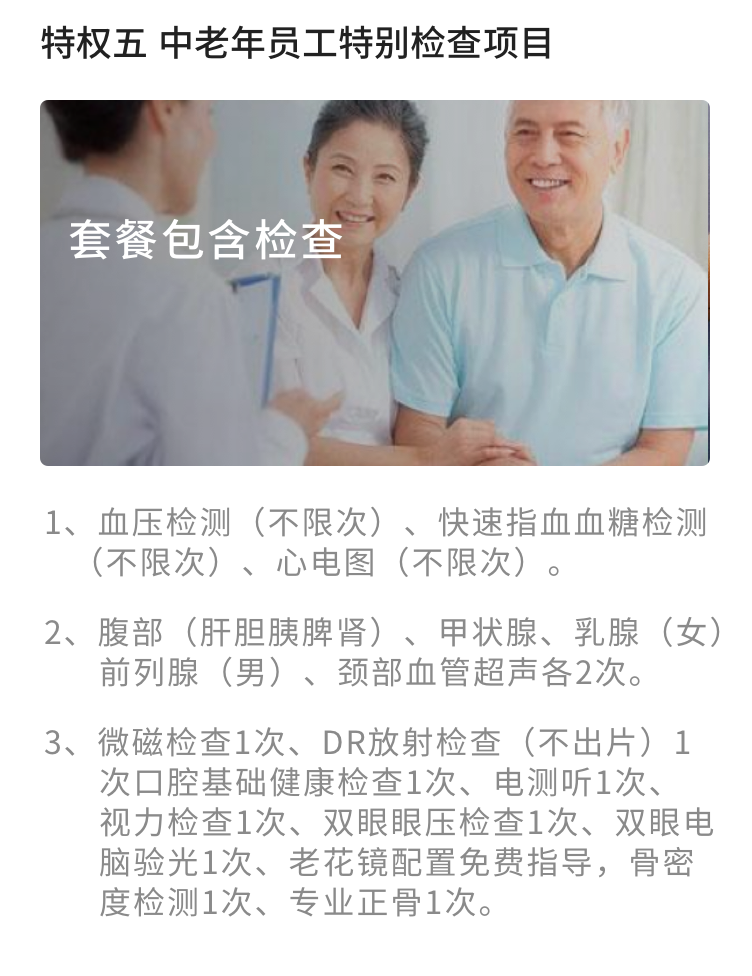 特权五 中老年员工特别检查项目
套餐包含检查
1、血压检测（不限次）、快速指血血糖检测
（不限次）、心电图（不限次）。
2、腹部（肝胆胰脾肾）、甲状腺、乳腺（女）
前列腺（男）、颈部血管超声各2次。
3、微磁检查1次、DR放射检查（不出片）1
次口腔基础健康检查1次、电测听1次、
视力检查1次、双眼眼压检查1次、双眼电
脑验光1次、老花镜配置免费指导，骨密
度检测1次、专业正骨1次。